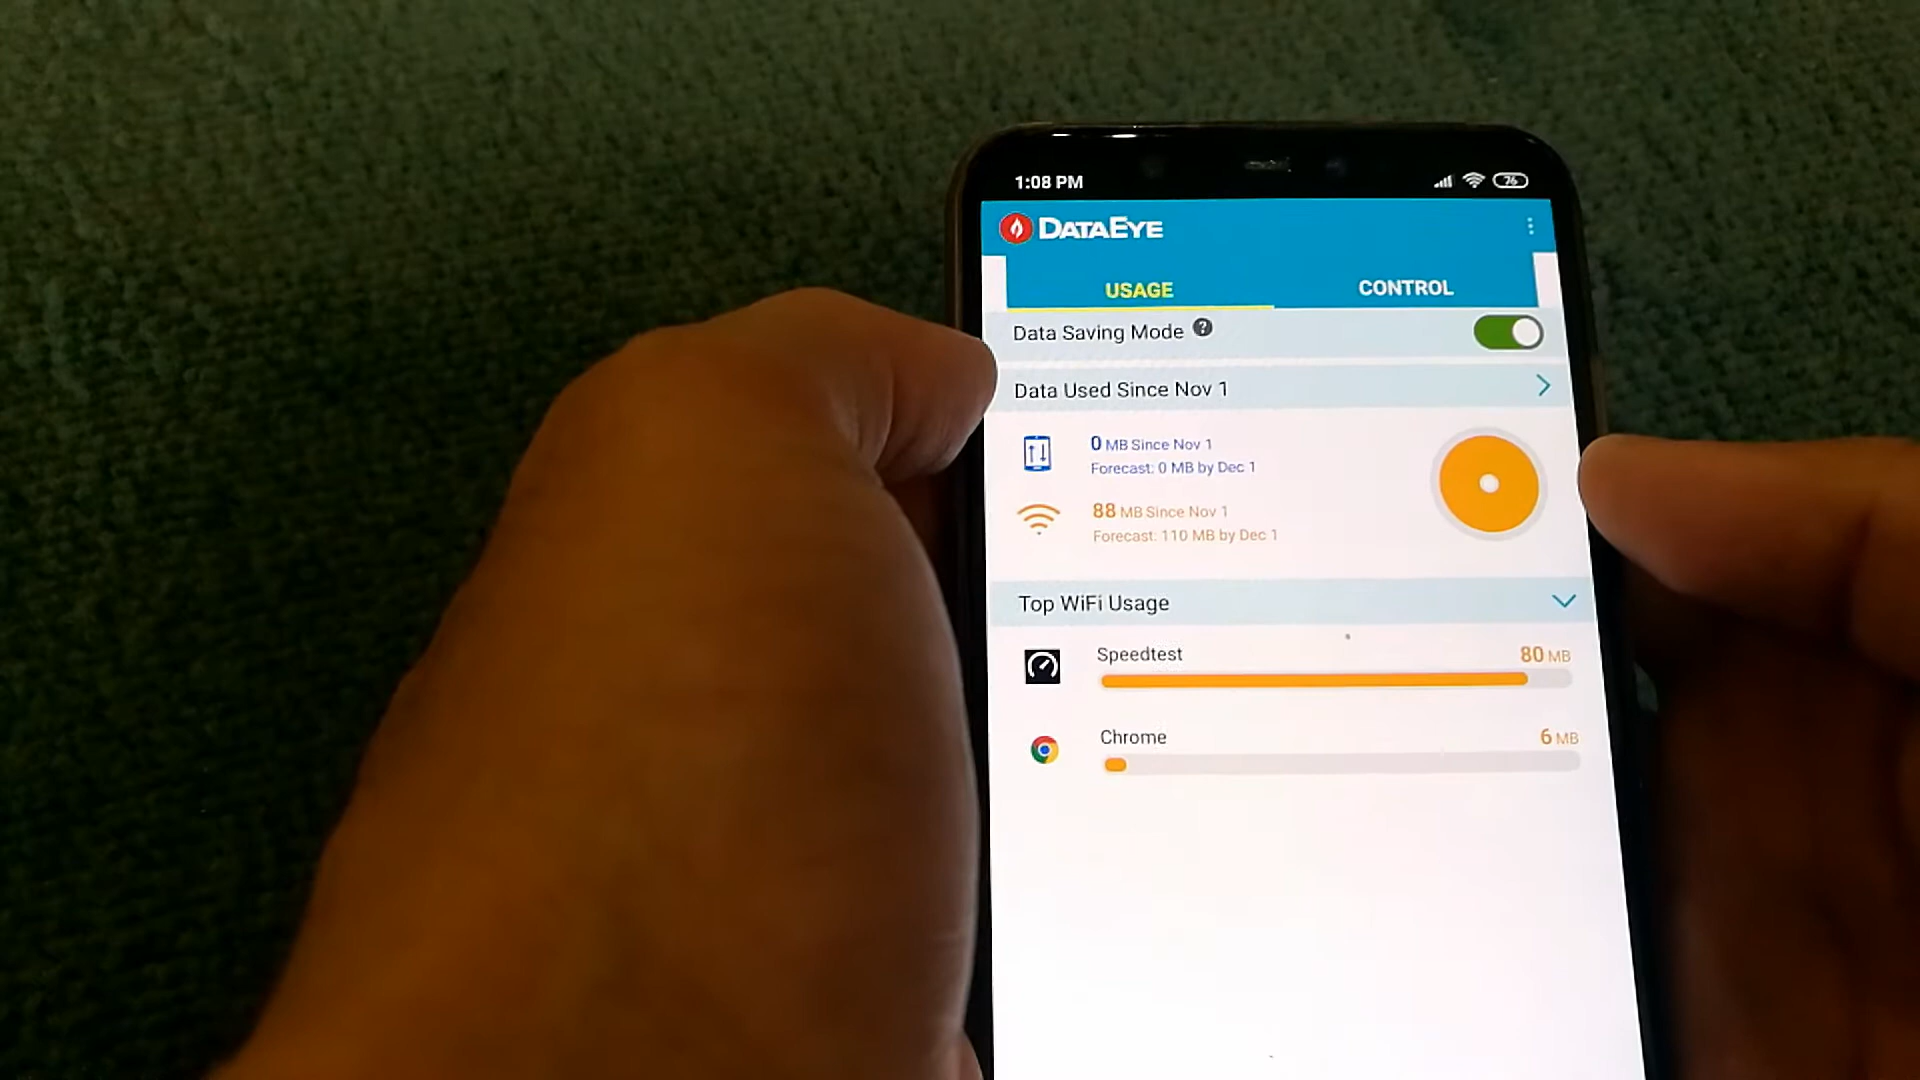 1:08 PM
76
DATAEYE
USAGE
CONTROL
Data Saving Mode ?
Data Used Since Nov 1
0 MB Since Nov 1
Forecast: 0 MB by Dec 1
88 MB Since Nov 1
Forecast: 110 MB by Dec 1
Top WiFi Usage
Speedtest
80 MB
Chrome
6 MB